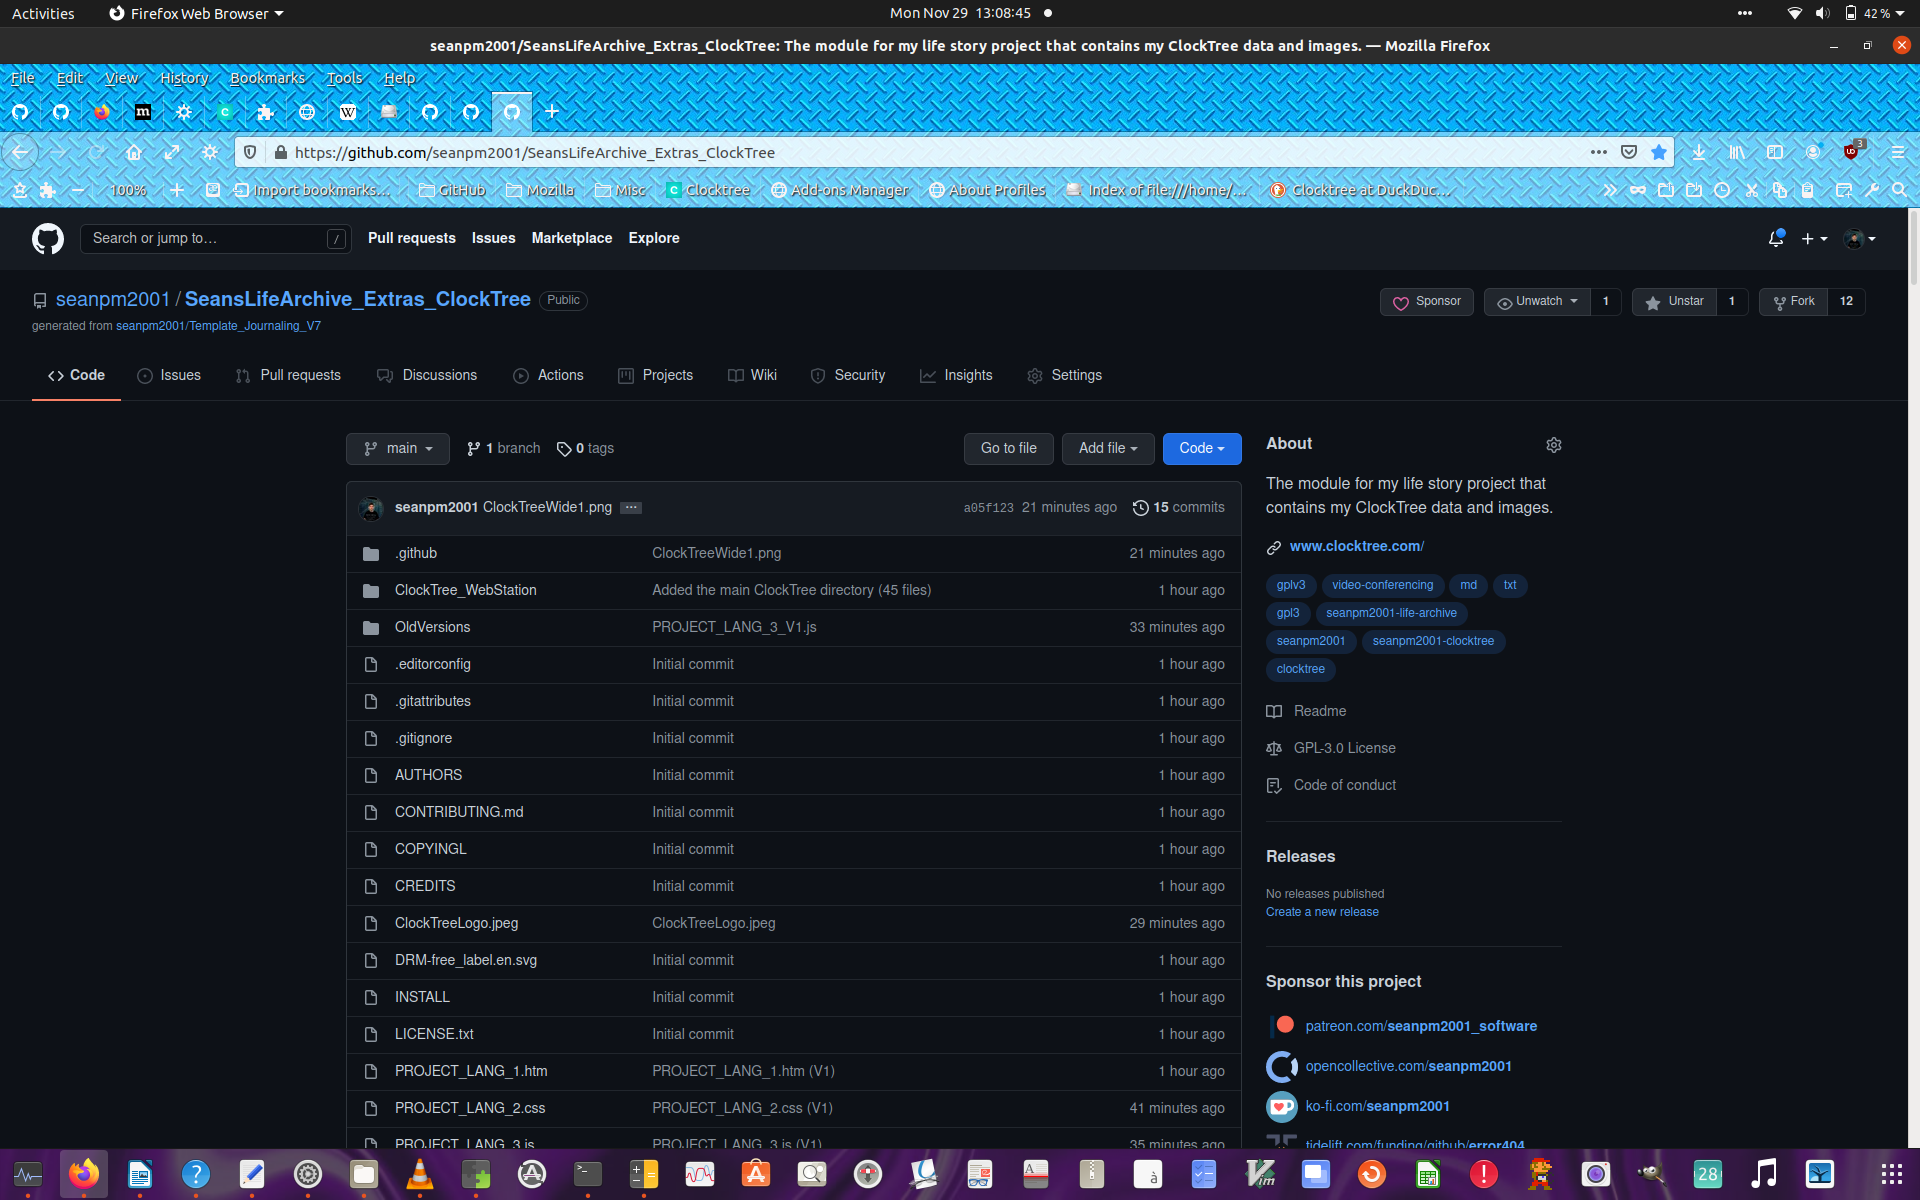 Activities
Firefox Web Browser
Mon Nov 29 13:08:45
42 %
seanpm2001/SeansLifeArchive_Extras_ClockTree: The module for my life story project that contains my ClockTree data and images. — Mozilla Firefox
File Edit View History Bookmarks Tools Help
https://github.com/seanpm2001/SeansLifeArchive_Extras_ClockTree
3
100%
Import bookmarks...
GitHub
Mozilla
Misc
Clocktree
Add-ons Manager
About Profiles
Index of file:///home/...
Clocktree at DuckDuc...
Search or jump to...
/
Pull requests Issues Marketplace Explore
seanpm2001 / SeansLifeArchive_Extras_ClockTree Public
Sponsor
Unwatch 1
Unstar 1
Fork 12
generated from seanpm2001/Template_Journaling_V7
Code Issues Pull requests Discussions Actions Projects Wiki Security Insights Settings
main
1 branch
0 tags
Go to file
Add file
Code
seanpm2001 ClockTreeWide1.png ... a05f123 21 minutes ago 15 commits
.github ClockTreeWide1.png 21 minutes ago
ClockTree_WebStation Added the main ClockTree directory (45 files) 1 hour ago
OldVersions PROJECT_LANG_3_V1.js 33 minutes ago
.editorconfig Initial commit 1 hour ago
.gitattributes Initial commit 1 hour ago
.gitignore Initial commit 1 hour ago
AUTHORS Initial commit 1 hour ago
CONTRIBUTING.md Initial commit 1 hour ago
COPYINGL Initial commit 1 hour ago
CREDITS Initial commit 1 hour ago
ClockTreeLogo.jpeg ClockTreeLogo.jpeg 29 minutes ago
DRM-free_label.en.svg Initial commit 1 hour ago
INSTALL Initial commit 1 hour ago
LICENSE.txt Initial commit 1 hour ago
PROJECT_LANG_1.htm PROJECT_LANG_1.htm (V1) 1 hour ago
PROJECT_LANG_2.css PROJECT_LANG_2.css (V1) 41 minutes ago
PROJECT_LANG_3.js PROJECT_LANG_3.js (V1) 35 minutes ago
About
The module for my life story project that
contains my ClockTree data and images.
www.clocktree.com/
gplv3 video-conferencing md txt
gpl3 seanpm2001-life-archive
seanpm2001 seanpm2001-clocktree
clocktree
Readme
GPL-3.0 License
Code of conduct
Releases
No releases published
Create a new release
Sponsor this project
patreon.com/seanpm2001_software
opencollective.com/seanpm2001
ko-fi.com/seanpm2001
tidelift.com/funding/github/error404
28